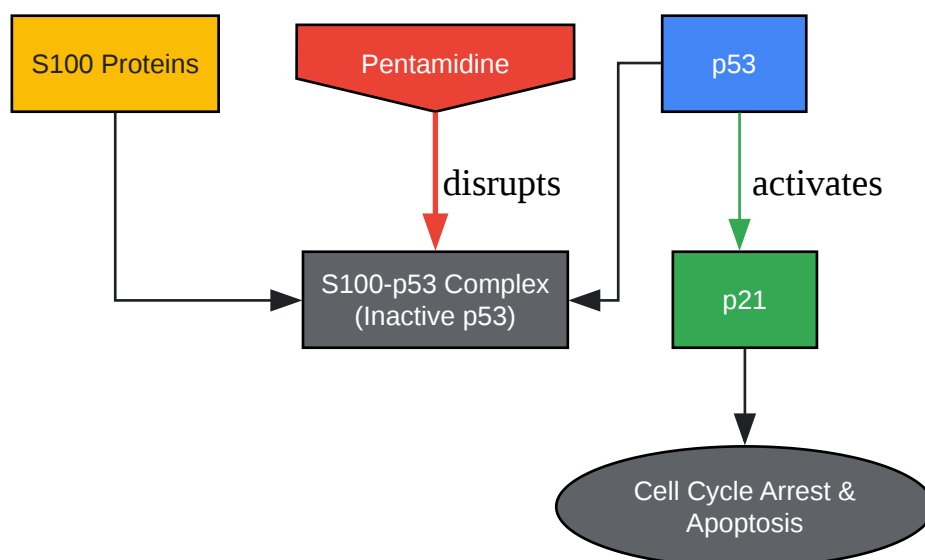 S100 Proteins
Pentamidine
p53
disrupts
activates
S100-p53 Complex
(Inactive p53)
p21
Cell Cycle Arrest &
Apoptosis